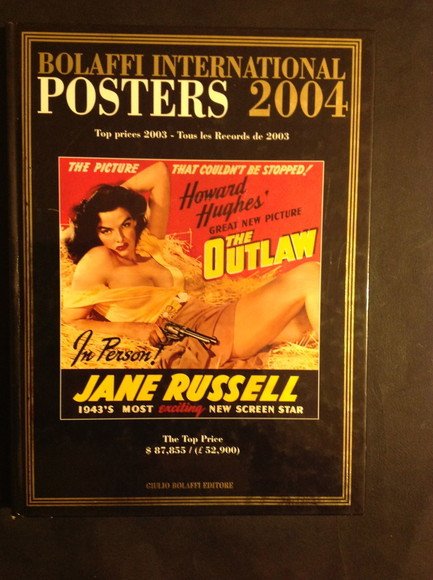 BOLAFFI INTERNATIONAL
POSTERS 2004
Top prices 2003 - Tous les Records de 2003
THE PICTURE THAT COULDN'T BE STOPPED!
Howard
Hughes'
GREAT NEW PICTURE
THE
OUTLAW
In Person!
JANE RUSSELL
1943'S MOST exciting NEW SCREEN STAR
The Top Price
$ 87,855 / (£ 52,900)
GIULIO BOLAFFI EDITORE